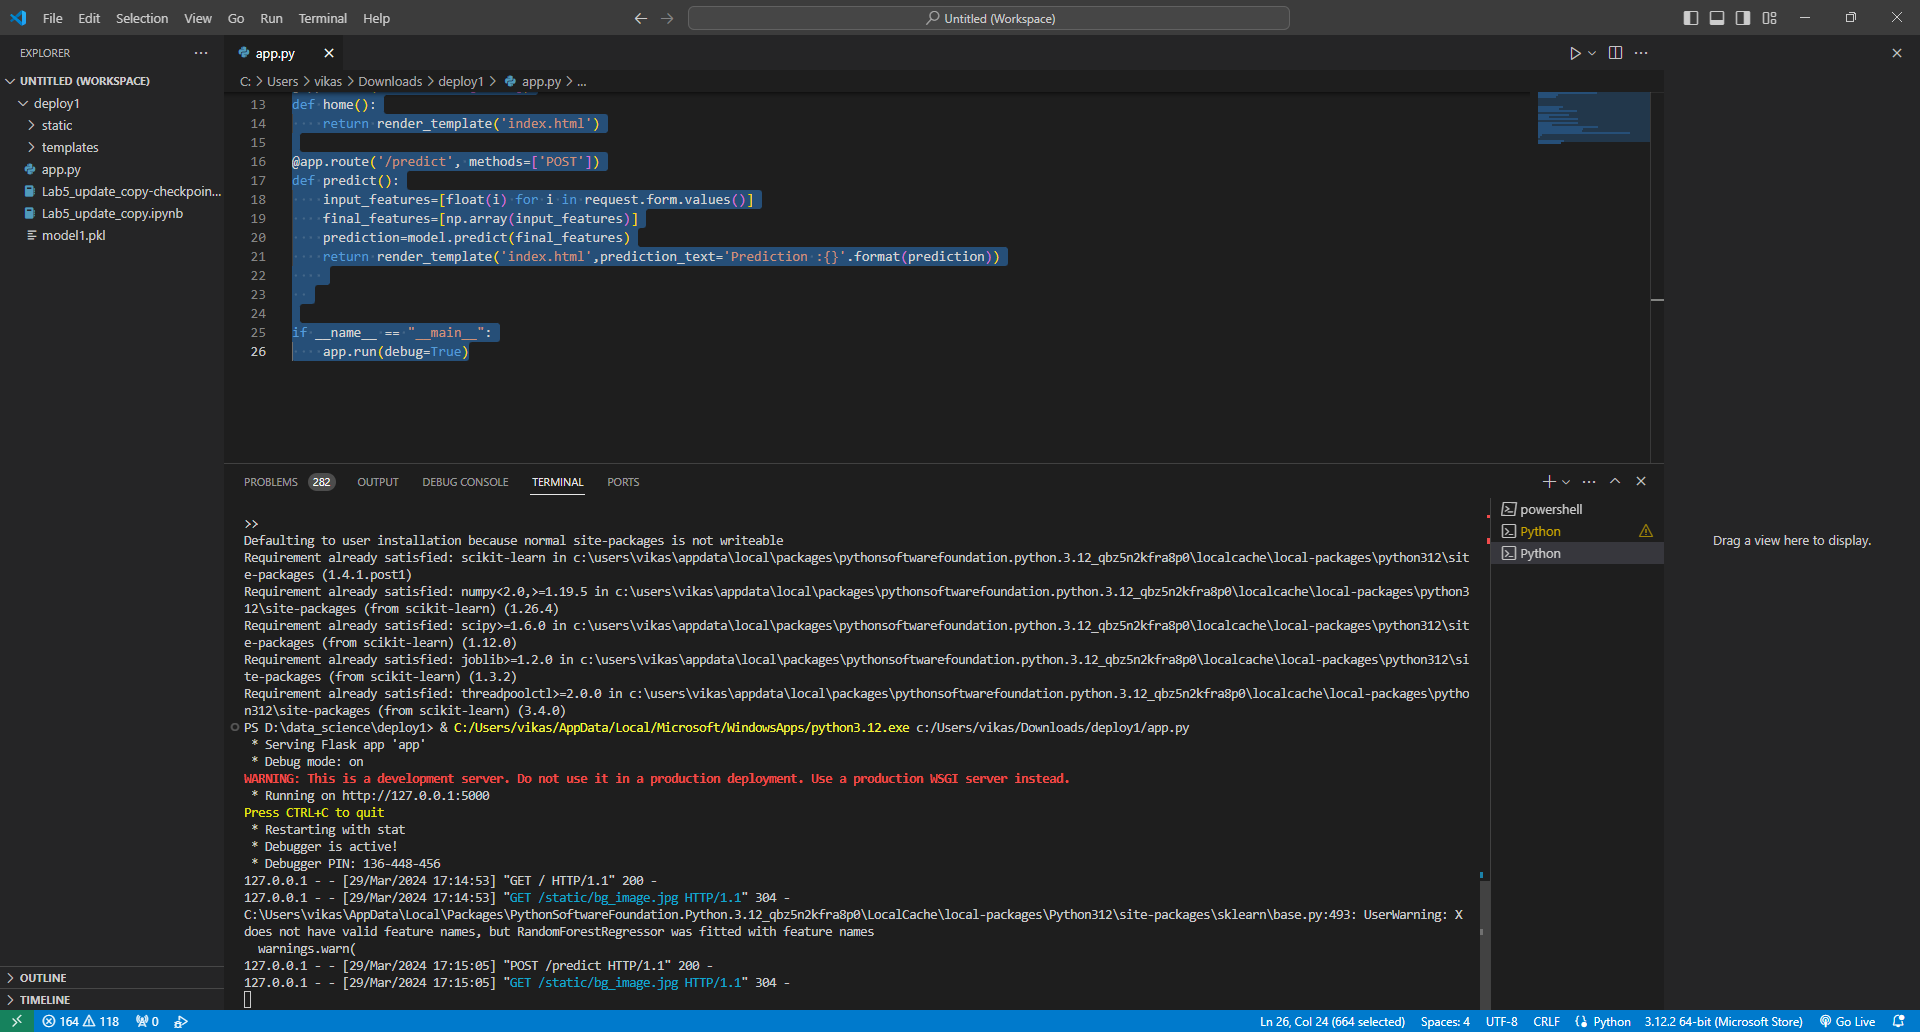 File Edit Selection View Go Run Terminal Help
Untitled (Workspace)
EXPLORER
UNTITLED (WORKSPACE)
deploy1
static
templates
app.py
Lab5_update_copy-checkpoin...
Lab5_update_copy.ipynb
model1.pkl
OUTLINE
TIMELINE
app.py
C: > Users > vikas > Downloads > deploy1 > app.py > ...
13 def home():
14     return render_template('index.html')
15
16 @app.route('/predict', methods=['POST'])
17 def predict():
18     input_features=[float(i) for i in request.form.values()]
19     final_features=[np.array(input_features)]
20     prediction=model.predict(final_features)
21     return render_template('index.html',prediction_text='Prediction :{}'.format(prediction))
22
23
24
25 if __name__ == "__main__":
26     app.run(debug=True)
PROBLEMS 282 OUTPUT DEBUG CONSOLE TERMINAL PORTS
>>
Defaulting to user installation because normal site-packages is not writeable
Requirement already satisfied: scikit-learn in c:\users\vikas\appdata\local\packages\pythonsoftwarefoundation.python.3.12_qbz5n2kfra8p0\localcache\local-packages\python312\sit
e-packages (1.4.1.post1)
Requirement already satisfied: numpy<2.0,>=1.19.5 in c:\users\vikas\appdata\local\packages\pythonsoftwarefoundation.python.3.12_qbz5n2kfra8p0\localcache\local-packages\python3
12\site-packages (from scikit-learn) (1.26.4)
Requirement already satisfied: scipy>=1.6.0 in c:\users\vikas\appdata\local\packages\pythonsoftwarefoundation.python.3.12_qbz5n2kfra8p0\localcache\local-packages\python312\sit
e-packages (from scikit-learn) (1.12.0)
Requirement already satisfied: joblib>=1.2.0 in c:\users\vikas\appdata\local\packages\pythonsoftwarefoundation.python.3.12_qbz5n2kfra8p0\localcache\local-packages\python312\si
te-packages (from scikit-learn) (1.3.2)
Requirement already satisfied: threadpoolctl>=2.0.0 in c:\users\vikas\appdata\local\packages\pythonsoftwarefoundation.python.3.12_qbz5n2kfra8p0\localcache\local-packages\pytho
n312\site-packages (from scikit-learn) (3.4.0)
PS D:\data_science\deploy1> & C:/Users/vikas/AppData/Local/Microsoft/WindowsApps/python3.12.exe c:/Users/vikas/Downloads/deploy1/app.py
 * Serving Flask app 'app'
 * Debug mode: on
WARNING: This is a development server. Do not use it in a production deployment. Use a production WSGI server instead.
 * Running on http://127.0.0.1:5000
Press CTRL+C to quit
 * Restarting with stat
 * Debugger is active!
 * Debugger PIN: 136-448-456
127.0.0.1 - - [29/Mar/2024 17:14:53] "GET / HTTP/1.1" 200 -
127.0.0.1 - - [29/Mar/2024 17:14:53] "GET /static/bg_image.jpg HTTP/1.1" 304 -
C:\Users\vikas\AppData\Local\Packages\PythonSoftwareFoundation.Python.3.12_qbz5n2kfra8p0\LocalCache\local-packages\Python312\site-packages\sklearn\base.py:493: UserWarning: X
does not have valid feature names, but RandomForestRegressor was fitted with feature names
  warnings.warn(
127.0.0.1 - - [29/Mar/2024 17:15:05] "POST /predict HTTP/1.1" 200 -
127.0.0.1 - - [29/Mar/2024 17:15:05] "GET /static/bg_image.jpg HTTP/1.1" 304 -
powershell
Python
Python
Drag a view here to display.
164 118 0
Ln 26, Col 24 (664 selected) Spaces: 4 UTF-8 CRLF Python 3.12.2 64-bit (Microsoft Store) Go Live